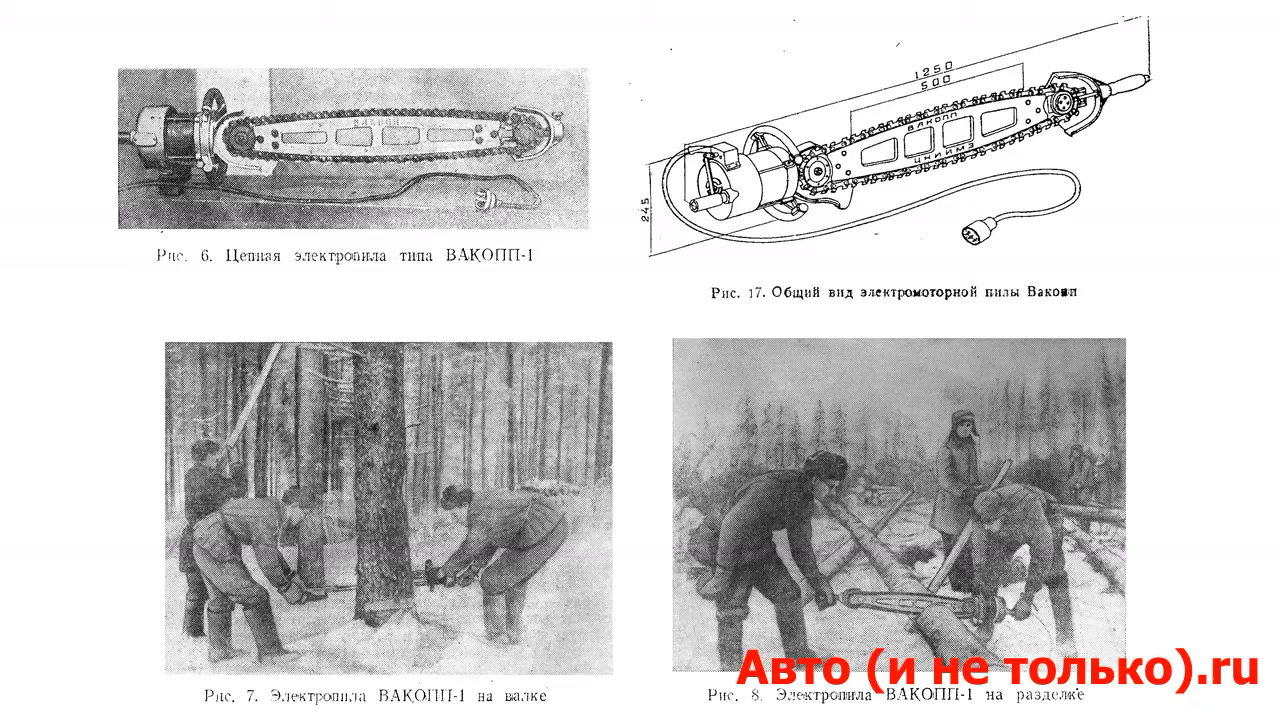 ВАКОПП
Рис. 6. Цепная электропила типа ВАКОПП-1
1250
500
245
ВАКОПП
ЦНИИМЭ
Рис. 17. Общий вид электромоторной пилы Вакопп
Рис. 7. Электропила ВАКОПП-1 на валке
Рис. 8. Электропила ВАКОПП-1 на разделке
Авто (и не только).ru